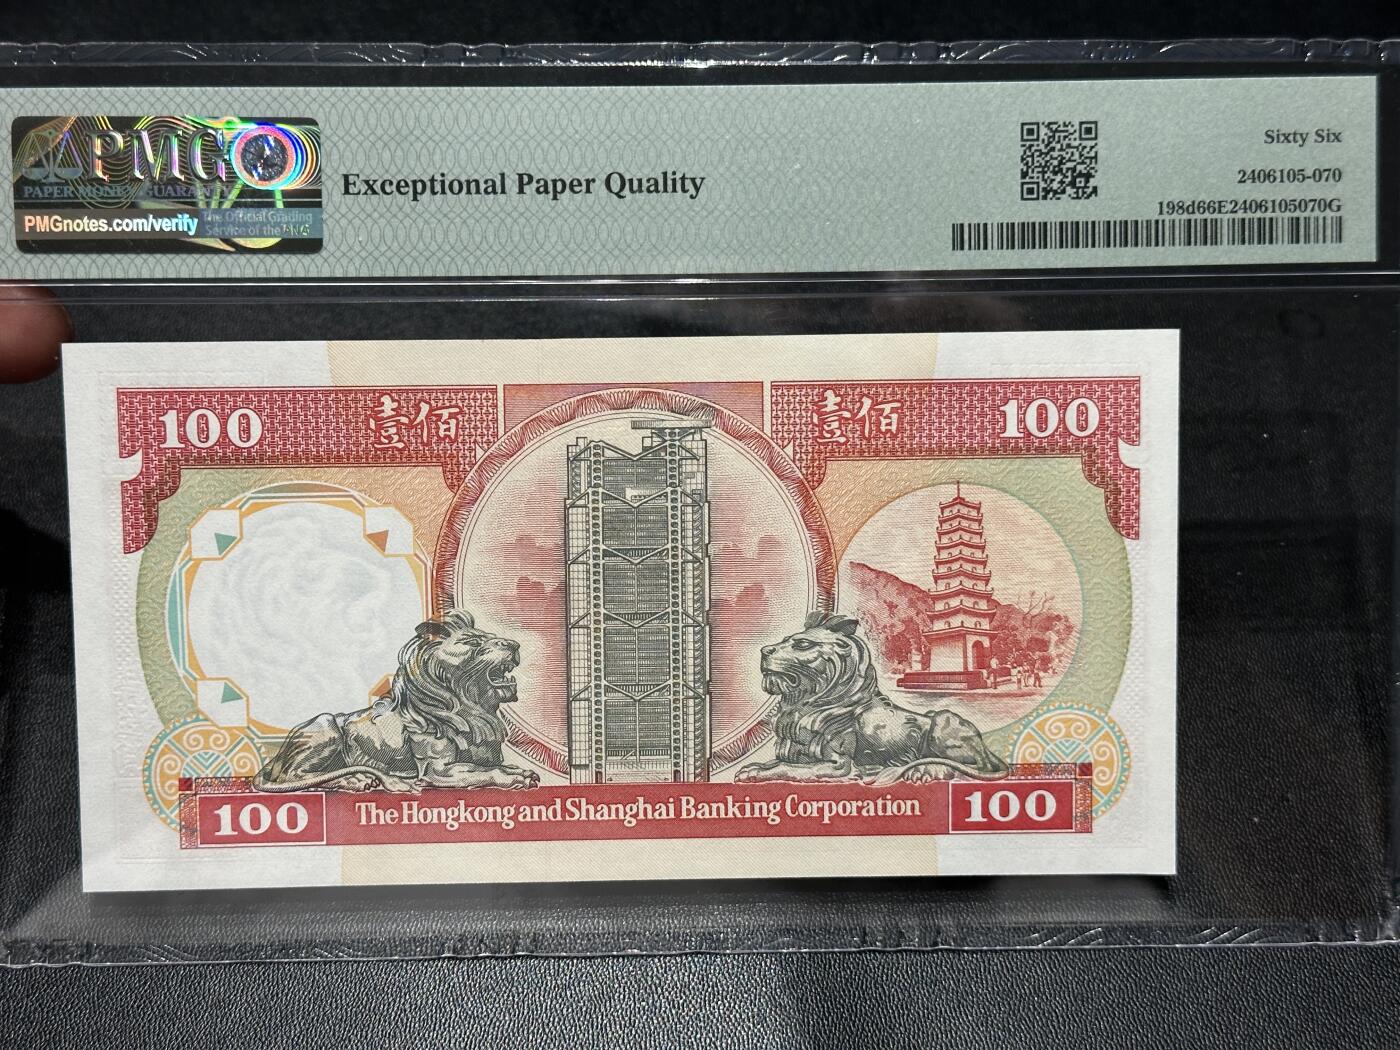 PMG
PAPER MONEY GUARANTY
PMGnotes.com/verify
The Official Grading
Service of the PNG
Exceptional Paper Quality
Sixty Six
2406105-070
198d66E2406105070G
100 壹佰 壹佰 100
100 The Hongkong and Shanghai Banking Corporation 100